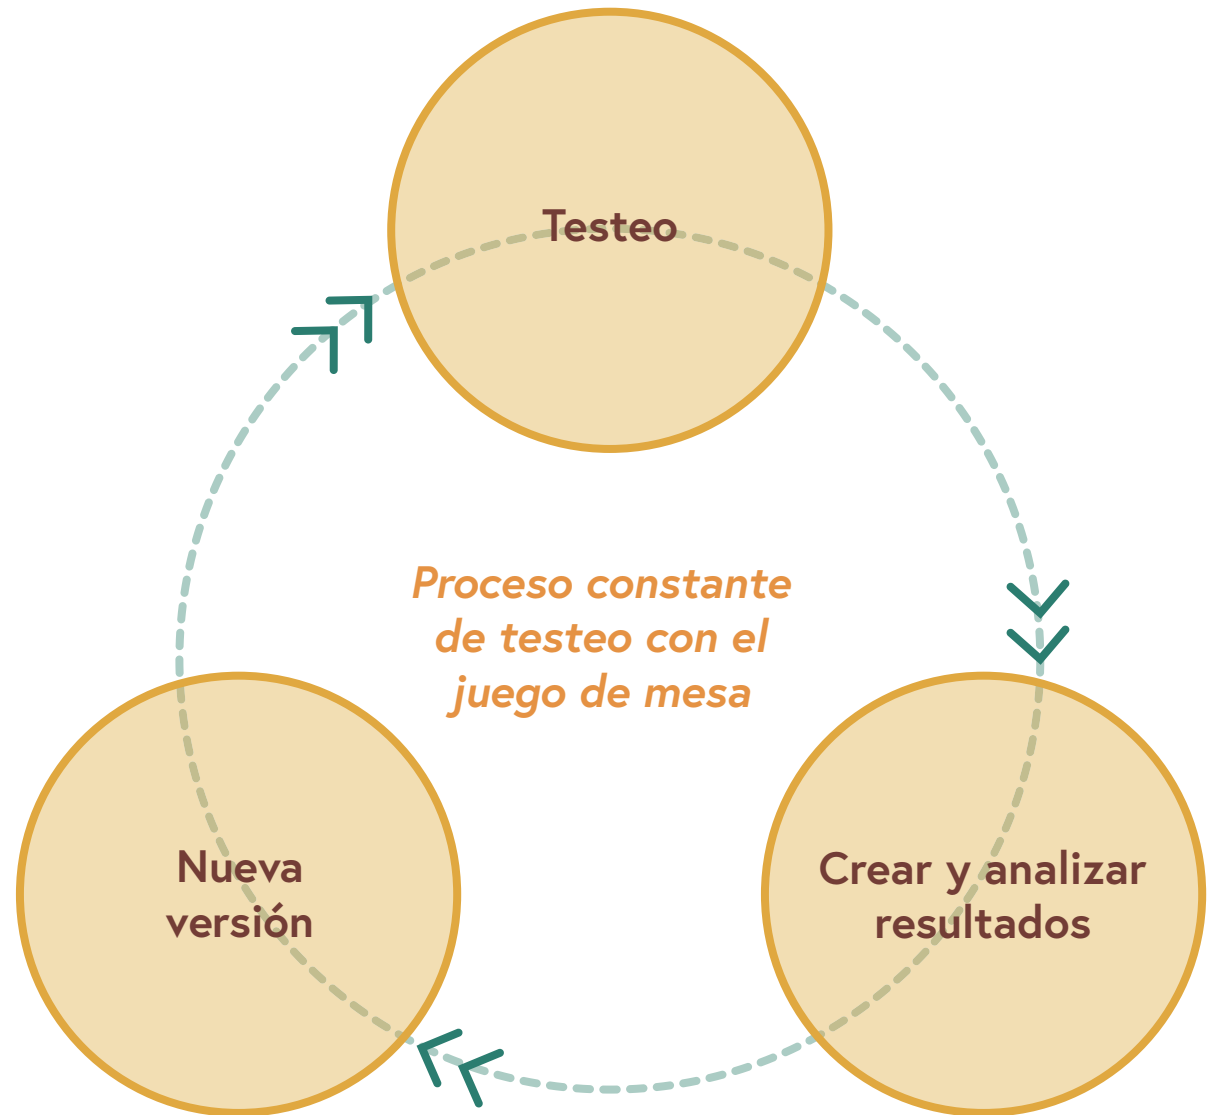 Testeo
Proceso constante
de testeo con el
juego de mesa
Nueva
versión
Crear y analizar
resultados